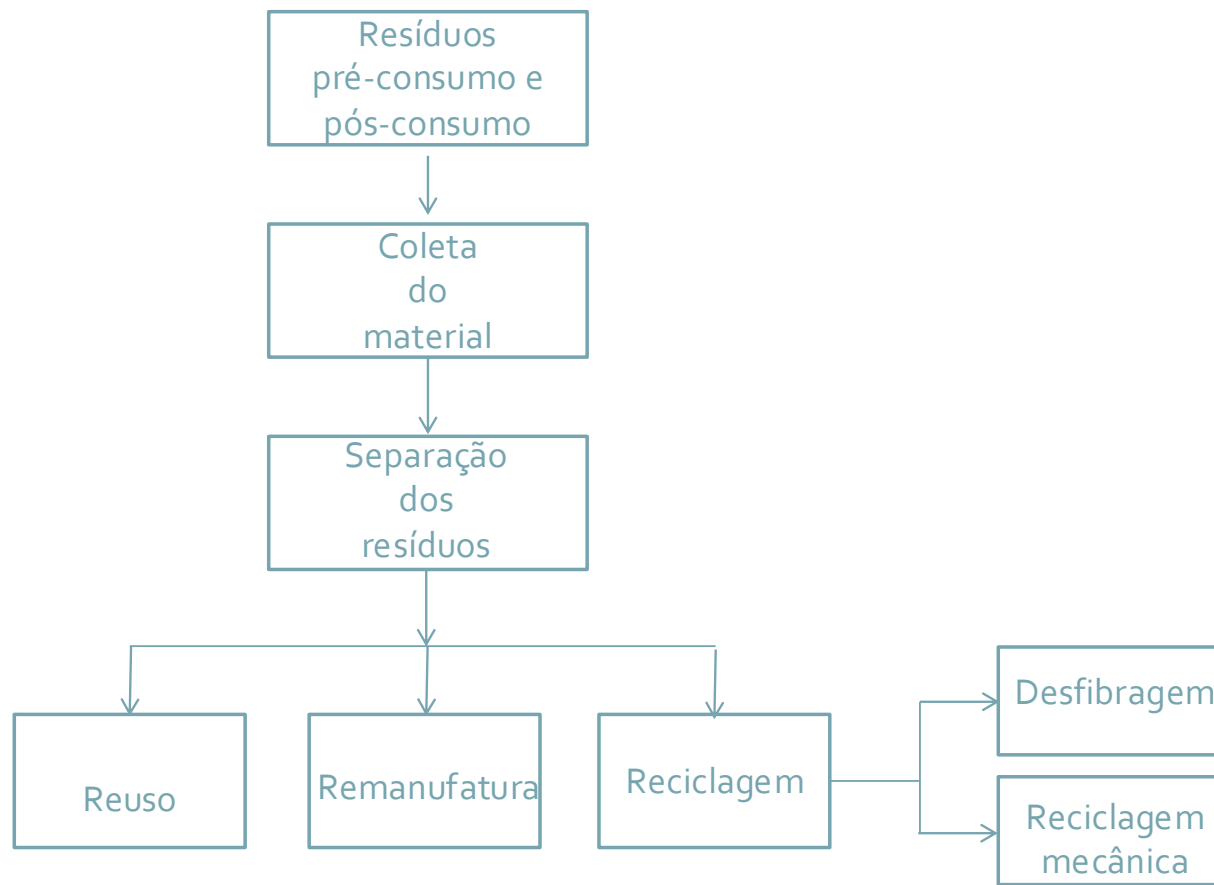 Resíduos
pré-consumo e
pós-consumo
Coleta
do
material
Separação
dos
resíduos
Reuso
Remanufatura
Reciclagem
Desfibragem
Reciclagem
mecânica